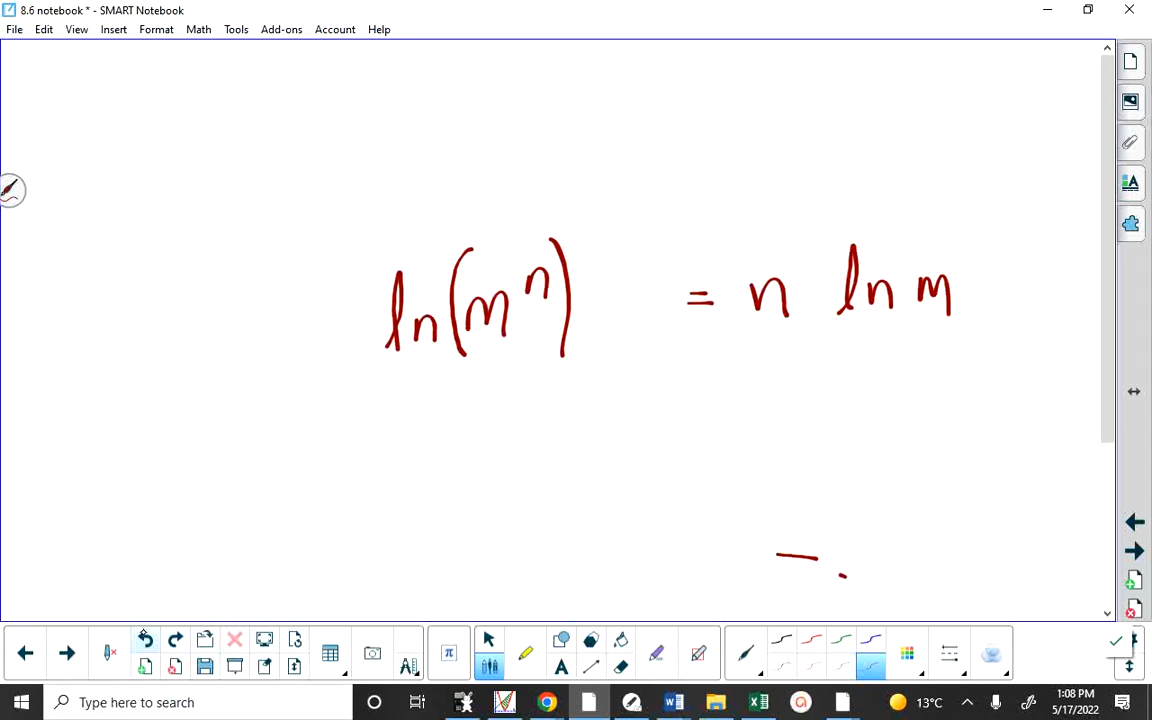 8.6 notebook * - SMART Notebook
File Edit View Insert Format Math Tools Add-ons Account Help
ln(m^n) = n ln m
π
A
Type here to search
13°C
1:08 PM
5/17/2022